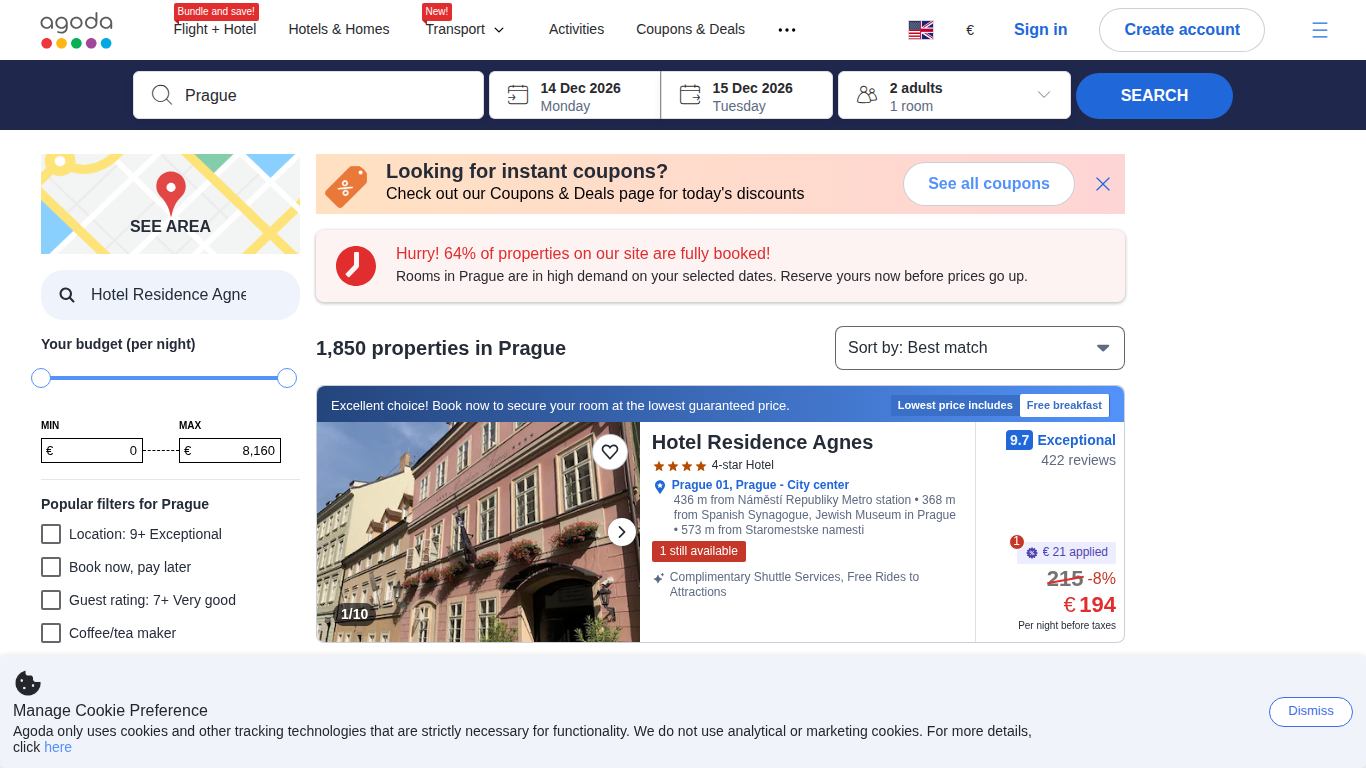 Bundle and save!
New!
agoda
Flight + Hotel
Hotels & Homes
Transport
Activities
Coupons & Deals
€
Sign in
Create account
Prague
14 Dec 2026
Monday
15 Dec 2026
Tuesday
2 adults
1 room
SEARCH
SEE AREA
Hotel Residence Agne
Your budget (per night)
MIN
MAX
€ 0
€ 8,160
Popular filters for Prague
Location: 9+ Exceptional
Book now, pay later
Guest rating: 7+ Very good
Coffee/tea maker
Looking for instant coupons?
Check out our Coupons & Deals page for today's discounts
See all coupons
Hurry! 64% of properties on our site are fully booked!
Rooms in Prague are in high demand on your selected dates. Reserve yours now before prices go up.
1,850 properties in Prague
Sort by: Best match
Excellent choice! Book now to secure your room at the lowest guaranteed price.
Lowest price includes
Free breakfast
1/10
Hotel Residence Agnes
4-star Hotel
Prague 01, Prague - City center
436 m from Náměstí Republiky Metro station • 368 m
from Spanish Synagogue, Jewish Museum in Prague
• 573 m from Staromestske namesti
1 still available
Complimentary Shuttle Services, Free Rides to
Attractions
9.7 Exceptional
422 reviews
1
€ 21 applied
215 -8%
€ 194
Per night before taxes
Manage Cookie Preference
Agoda only uses cookies and other tracking technologies that are strictly necessary for functionality. We do not use analytical or marketing cookies. For more details,
click here
Dismiss